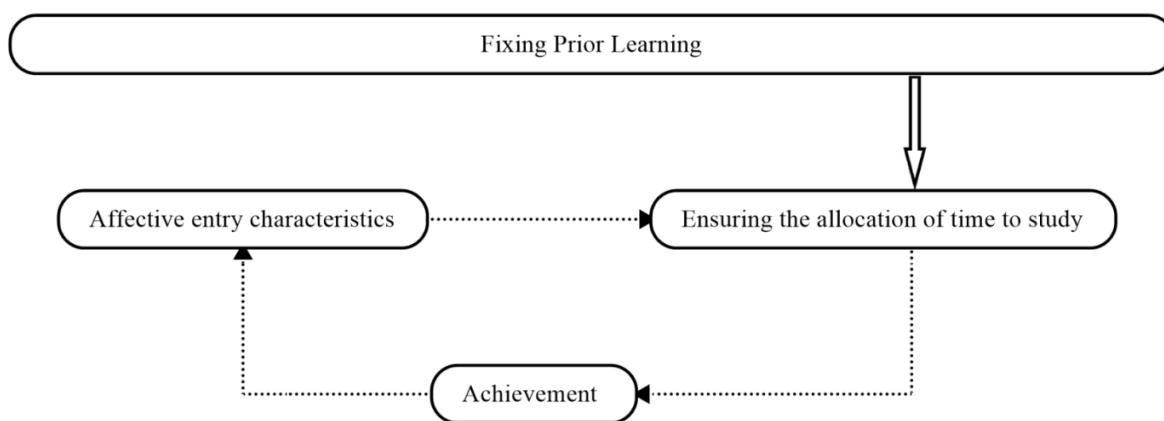 Fixing Prior Learning
Affective entry characteristics
Ensuring the allocation of time to study
Achievement